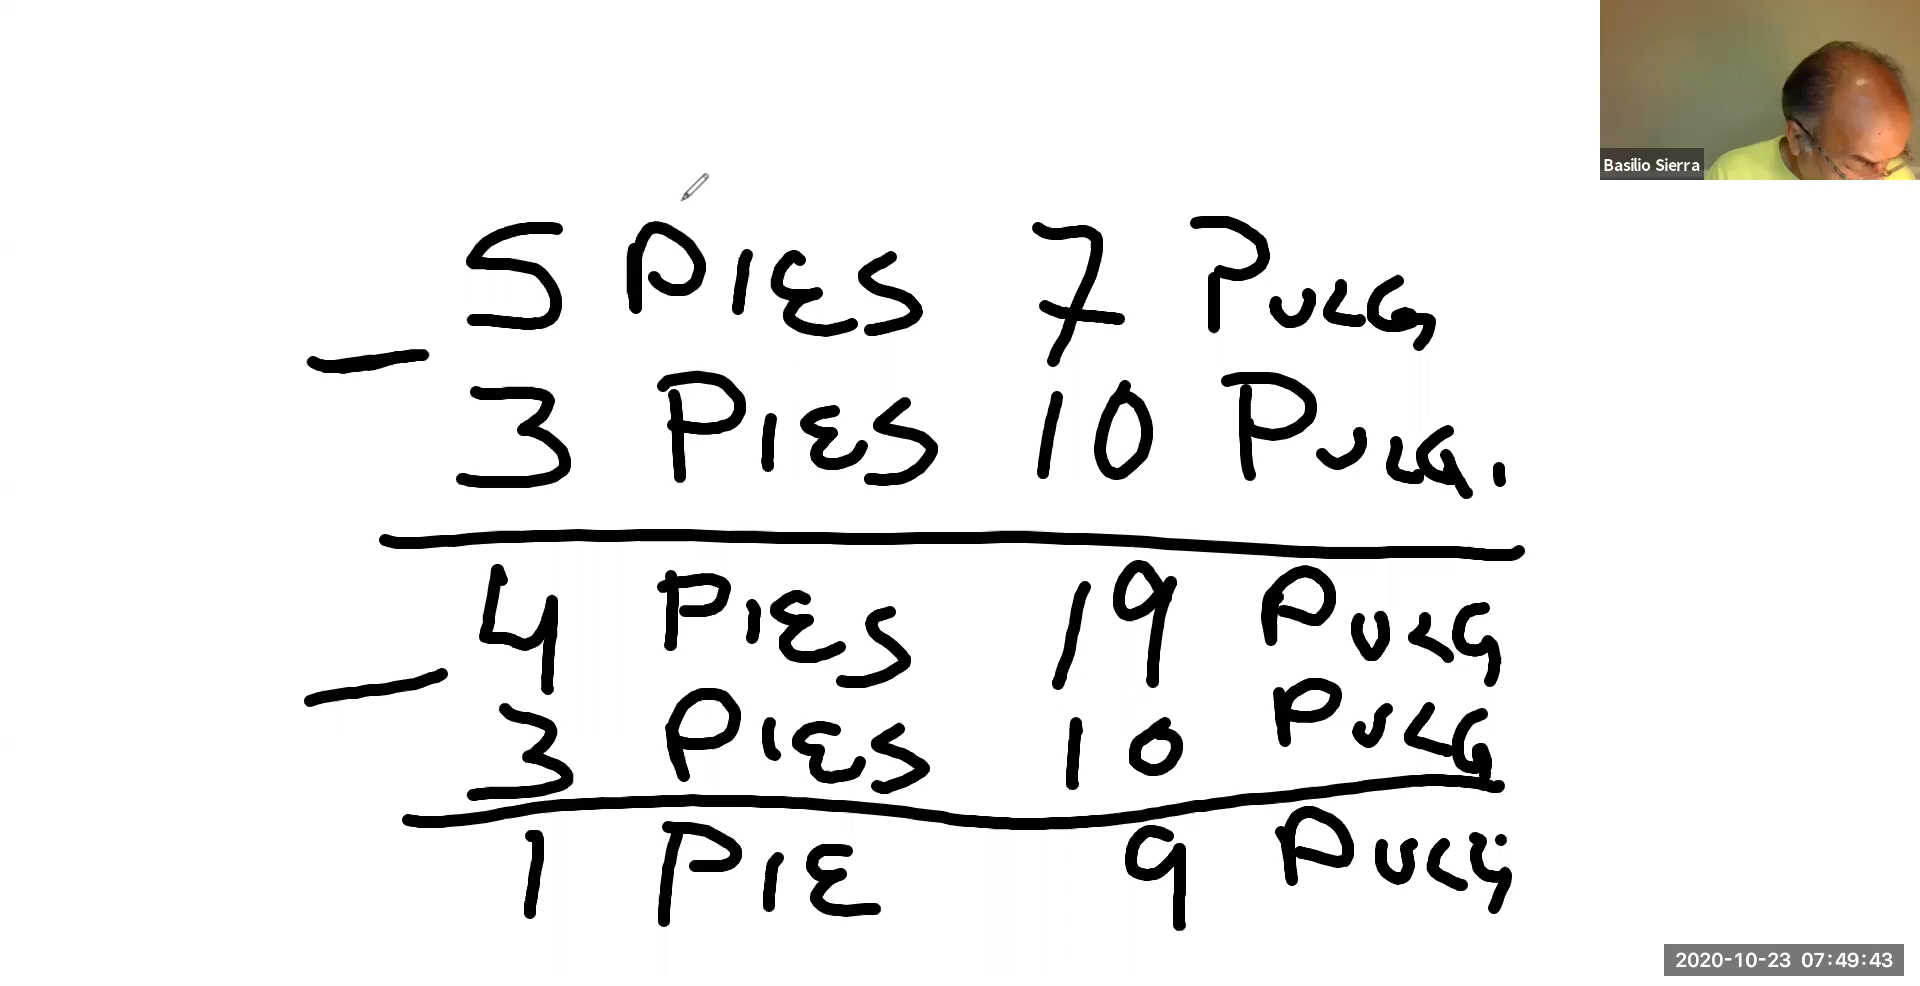 Basilio Sierra
5 PIES 7 PULG
— 3 PIES 10 PULG.
4 PIES 19 PULG
— 3 PIES 10 PULG
1 PIE 9 PULG
2020-10-23 07:49:43